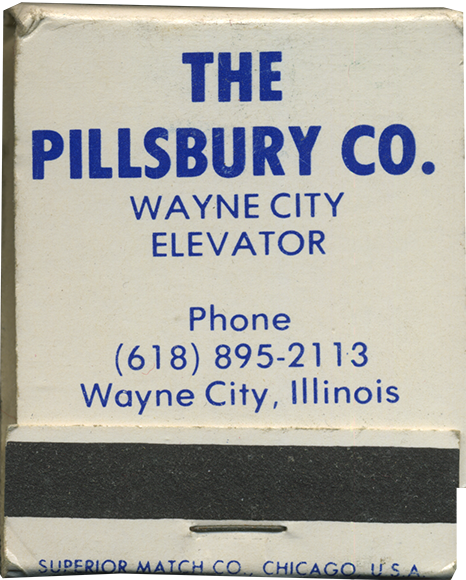 THE
PILLSBURY CO.
WAYNE CITY
ELEVATOR
Phone
(618) 895-2113
Wayne City, Illinois
SUPERIOR MATCH CO., CHICAGO, U.S.A.